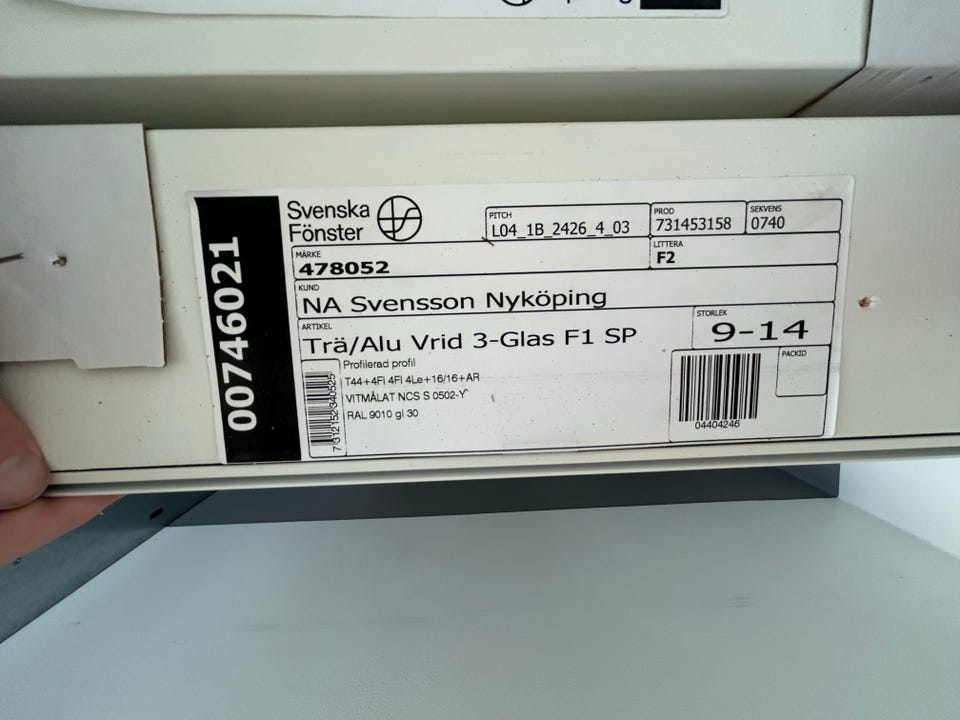 00746021
Svenska
Fönster
PITCH
L04_1B_2426_4_03
PROD
731453158
SEKVENS
0740
MÄRKE
478052
LITTERA
F2
KUND
NA Svensson Nyköping
ARTIKEL
Trä/Alu Vrid 3-Glas F1 SP
STORLEK
9-14
Profilerad profil
T44+4Fl 4Fl 4Le+16/16+AR
VITMÅLAT NCS S 0502-Y
RAL 9010 gl 30
7312152340525
04404246
PACKID